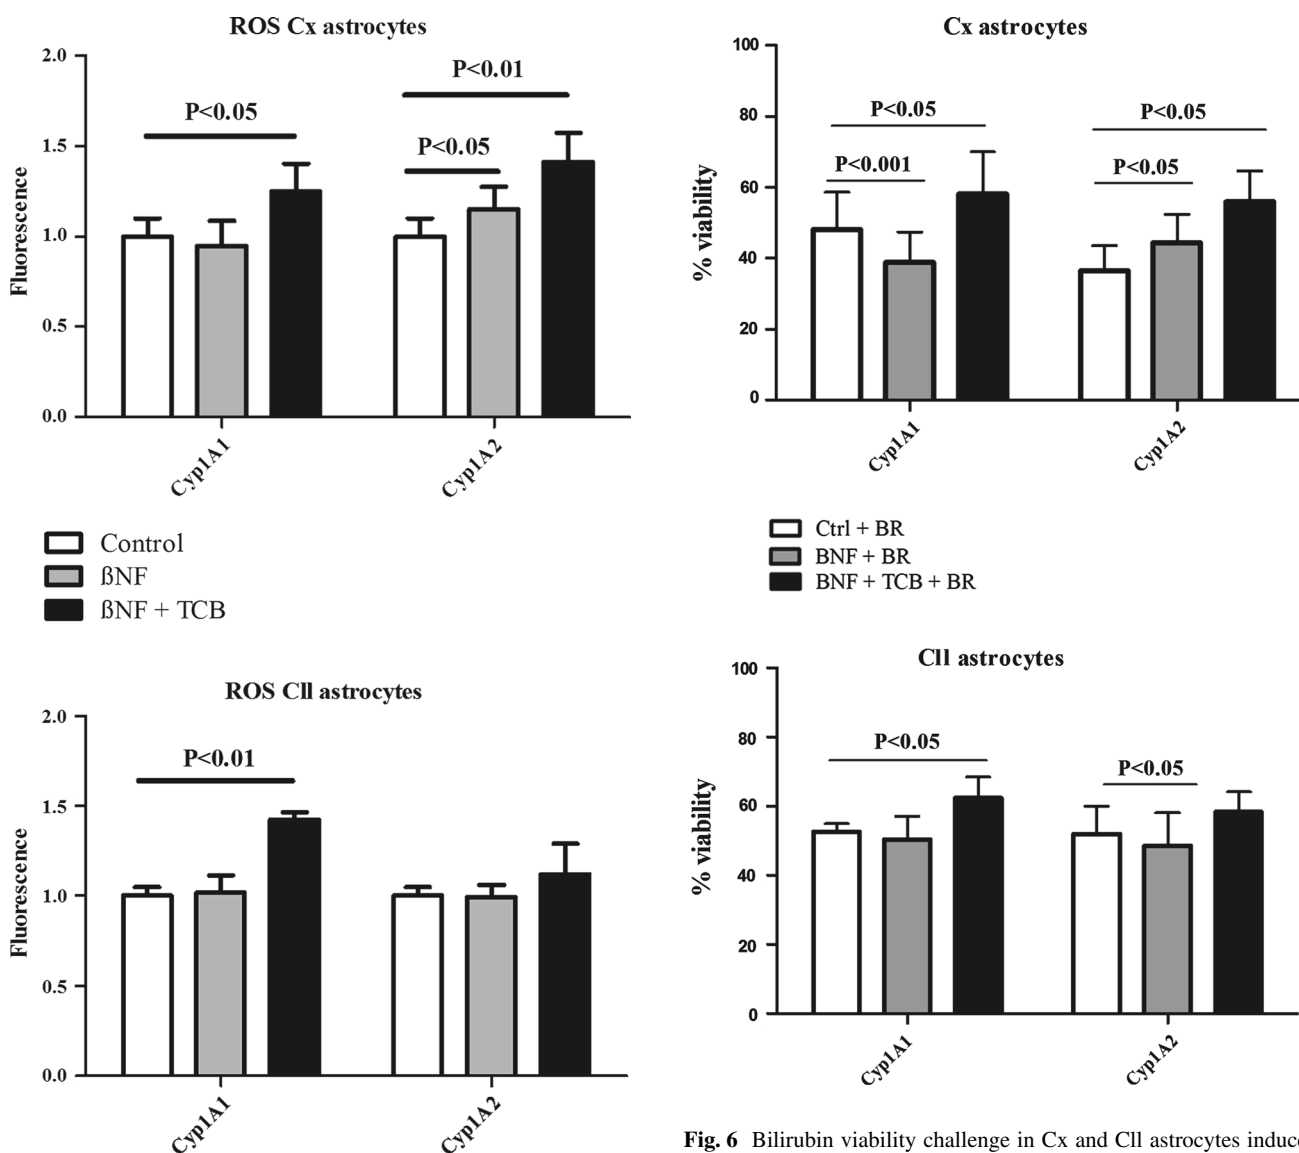 ROS Cx astrocytes
2.0
1.5
1.0
0.5
0.0
Fluorescence
P<0.05
P<0.01
P<0.05
Cyp1A1
Cyp1A2
Control
ßNF
ßNF + TCB
ROS Cll astrocytes
2.0
1.5
1.0
0.5
0.0
Fluorescence
P<0.01
Cyp1A1
Cyp1A2
Cx astrocytes
100
80
60
40
20
0
% viability
P<0.05
P<0.001
P<0.05
P<0.05
Cyp1A1
Cyp1A2
Ctrl + BR
BNF + BR
BNF + TCB + BR
Cll astrocytes
100
80
60
40
20
0
% viability
P<0.05
P<0.05
Cyp1A1
Cyp1A2
Fig. 6 Bilirubin viability challenge in Cx and Cll astrocytes induce